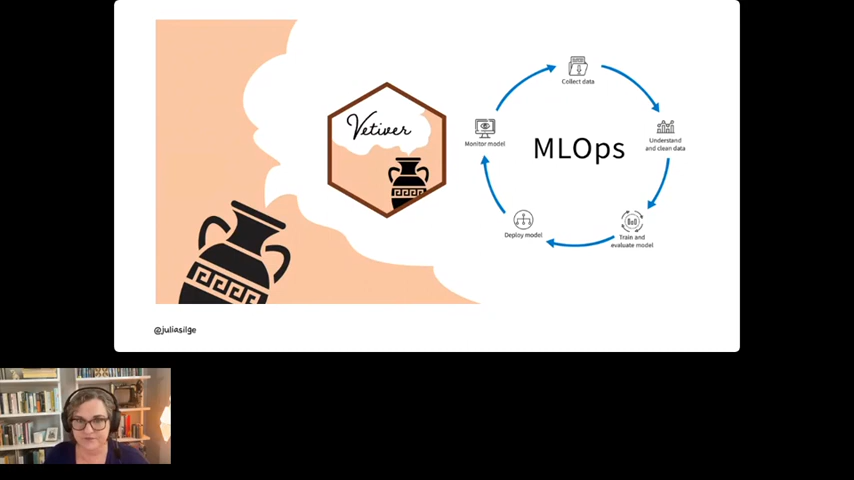 Vetiver
Collect data
Monitor model
MLOps
Understand
and clean data
Deploy model
Train and
evaluate model
@juliasilge